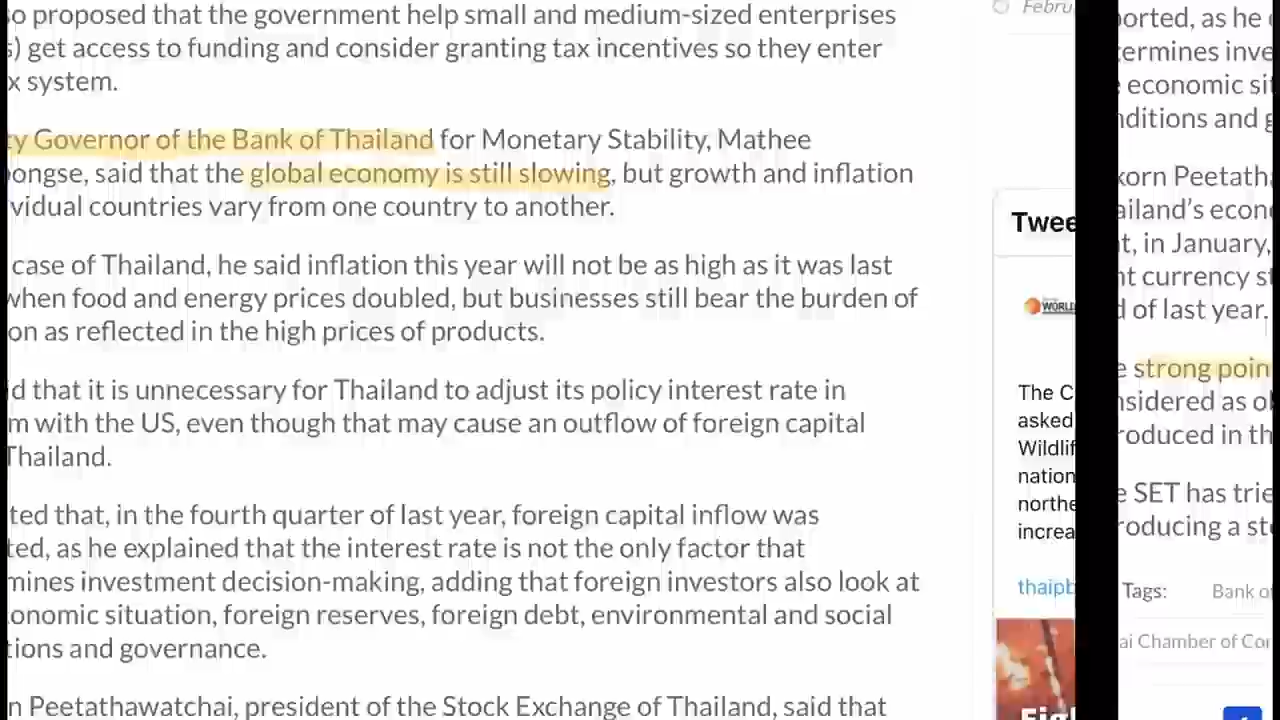 so proposed that the government help small and medium-sized enterprises
s) get access to funding and consider granting tax incentives so they enter
x system.
ty Governor of the Bank of Thailand for Monetary Stability, Mathee
ongse, said that the global economy is still slowing, but growth and inflation
vidual countries vary from one country to another.
case of Thailand, he said inflation this year will not be as high as it was last
when food and energy prices doubled, but businesses still bear the burden of
on as reflected in the high prices of products.
d that it is unnecessary for Thailand to adjust its policy interest rate in
m with the US, even though that may cause an outflow of foreign capital
Thailand.
ted that, in the fourth quarter of last year, foreign capital inflow was
ted, as he explained that the interest rate is not the only factor that
mines investment decision-making, adding that foreign investors also look at
onomic situation, foreign reserves, foreign debt, environmental and social
tions and governance.
n Peetathawatchai, president of the Stock Exchange of Thailand, said that
Febru
Twee
WORLD
The C
asked
Wildlif
nation
northe
increa
thaipb
Figh
orted, as he
termines inve
economic sit
nditions and g
korn Peetatha
ailand's econ
t, in January,
nt currency st
d of last year.
e strong poin
nsidered as ol
roduced in th
e SET has trie
roducing a sto
Tags: Bank o
ai Chamber of Co